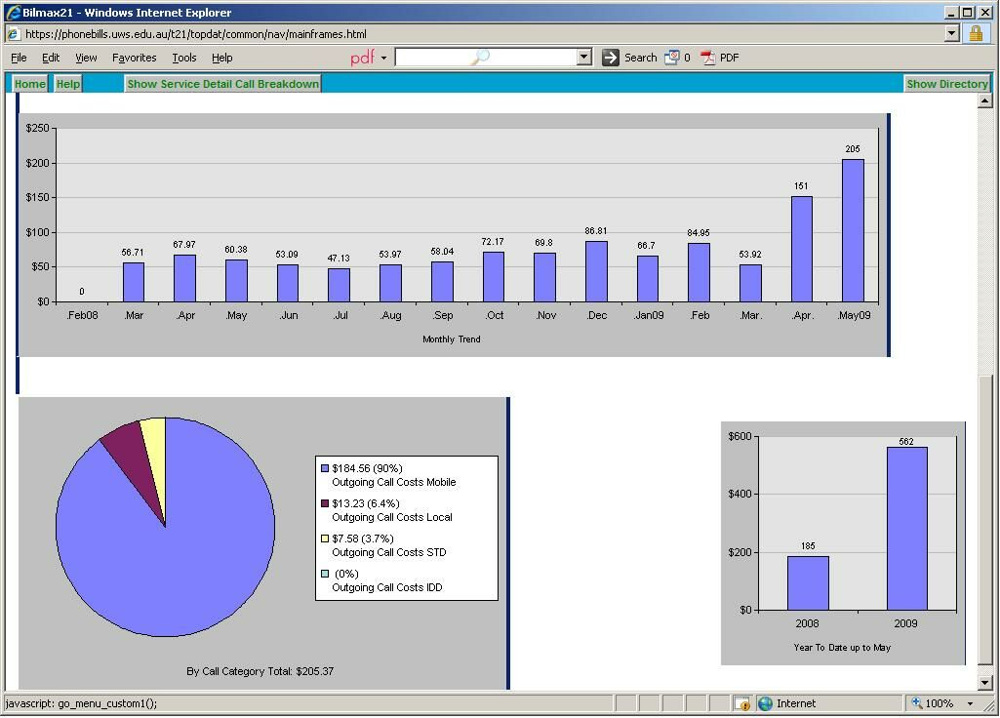 Bilmax21 - Windows Internet Explorer
https://phonebills.uws.edu.au/t21/topdat/common/nav/mainframes.html
File Edit View Favorites Tools Help pdf Search 0 PDF
Home Help Show Service Detail Call Breakdown Show Directory
$250
$200
$150
$100
$50
$0
0 56.71 67.97 60.38 53.09 47.13 53.97 58.04 72.17 69.8 86.81 66.7 84.95 53.92 151 205
.Feb08 .Mar .Apr .May .Jun .Jul .Aug .Sep .Oct .Nov .Dec .Jan09 .Feb .Mar. .Apr. .May09
Monthly Trend
$184.56 (90%)
Outgoing Call Costs Mobile
$13.23 (6.4%)
Outgoing Call Costs Local
$7.58 (3.7%)
Outgoing Call Costs STD
(0%)
Outgoing Call Costs IDD
By Call Category Total: $205.37
$600
$400
$200
$0
185 562
2008 2009
Year To Date up to May
javascript: go_menu_custom1(); Internet 100%